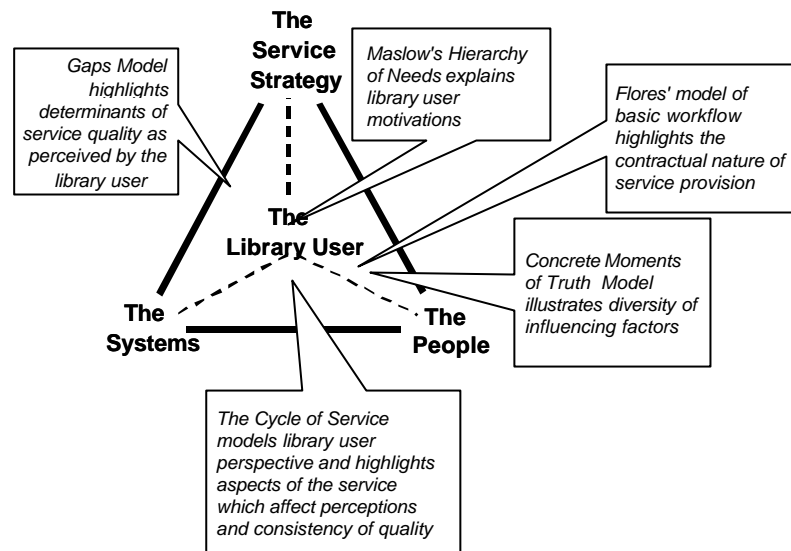 The
Service
Strategy
Gaps Model
highlights
determinants of
service quality as
perceived by the
library user
Maslow's Hierarchy
of Needs explains
library user
motivations
Flores' model of
basic workflow
highlights the
contractual nature of
service provision
The
Library User
Concrete Moments
of Truth Model
illustrates diversity of
influencing factors
The
Systems
The
People
The Cycle of Service
models library user
perspective and highlights
aspects of the service
which affect perceptions
and consistency of quality